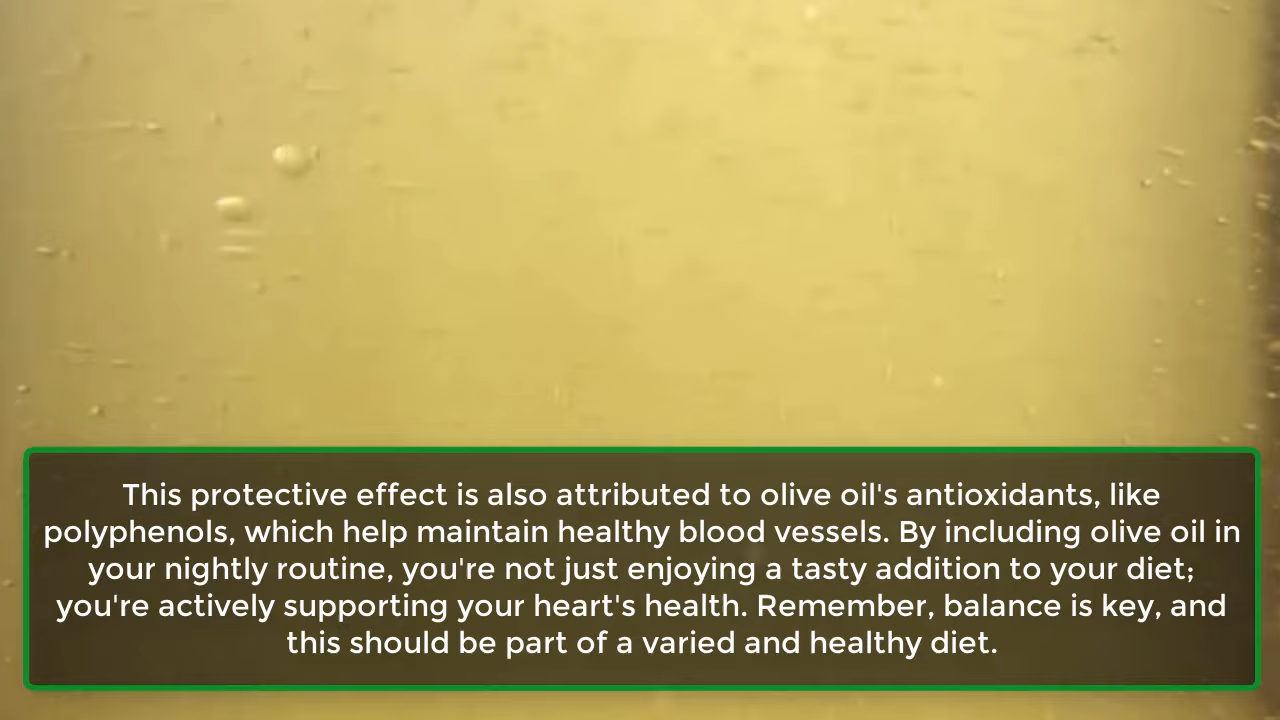 This protective effect is also attributed to olive oil's antioxidants, like
polyphenols, which help maintain healthy blood vessels. By including olive oil in
your nightly routine, you're not just enjoying a tasty addition to your diet;
you're actively supporting your heart's health. Remember, balance is key, and
this should be part of a varied and healthy diet.